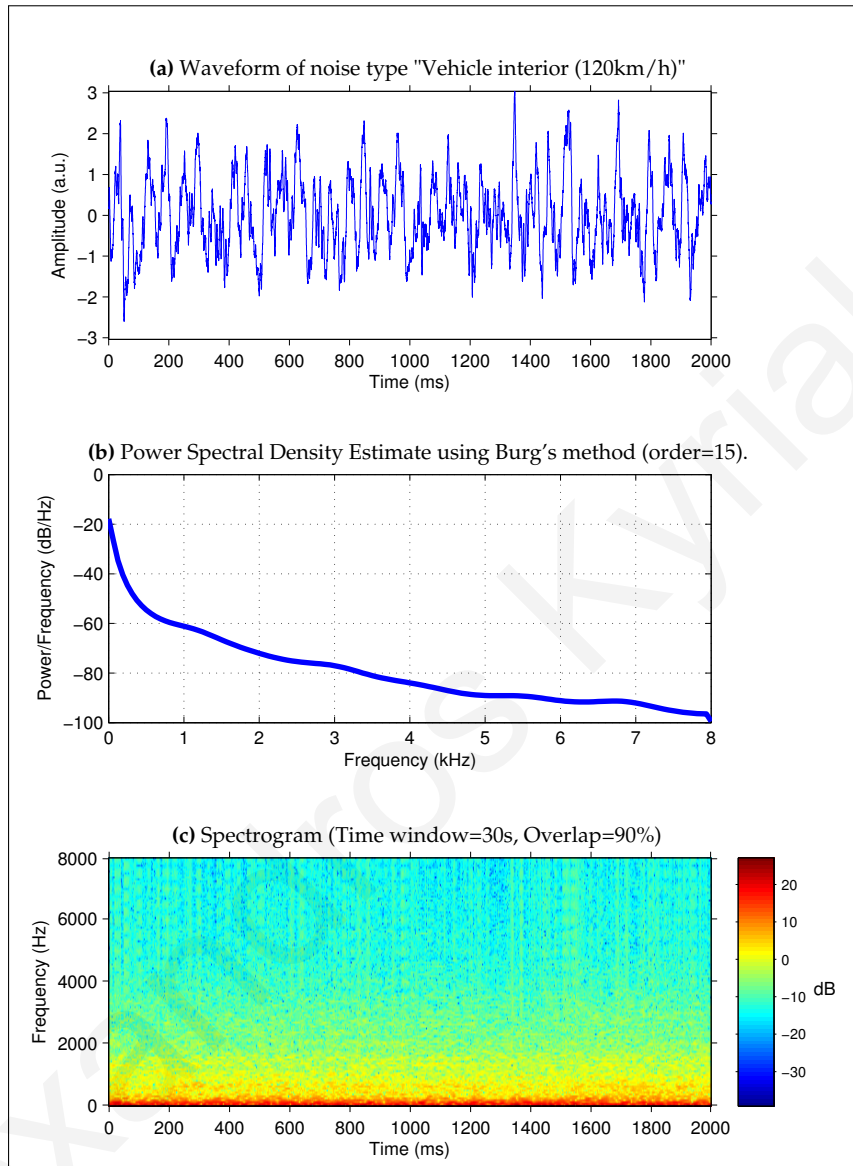 (a) Waveform of noise type "Vehicle interior (120km/h)"
3
2
1
0
−1
−2
−3
Amplitude (a.u.)
0 200 400 600 800 1000 1200 1400 1600 1800 2000
Time (ms)
(b) Power Spectral Density Estimate using Burg's method (order=15).
0
−20
−40
−60
−80
−100
Power/Frequency (dB/Hz)
0 1 2 3 4 5 6 7 8
Frequency (kHz)
(c) Spectrogram (Time window=30s, Overlap=90%)
8000
6000
4000
2000
0
Frequency (Hz)
0 200 400 600 800 1000 1200 1400 1600 1800 2000
Time (ms)
20
10
0
−10
−20
−30
dB
xandros Kyriak